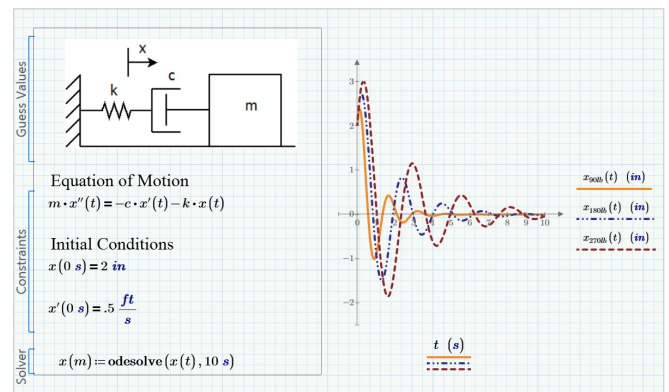 Guess Values
x
k
c
m
Equation of Motion
m·x''(t)=-c·x'(t)-k·x(t)
Initial Conditions
x(0 s)=2 in
x'(0 s)=.5 ft/s
Constraints
Solver
x(m):=odesolve(x(t),10 s)
3
2
1
0
-1
-2
0 1 2 3 4 5 6 7 8 9 10
x90lb(t) (in)
x180lb(t) (in)
x270lb(t) (in)
t (s)